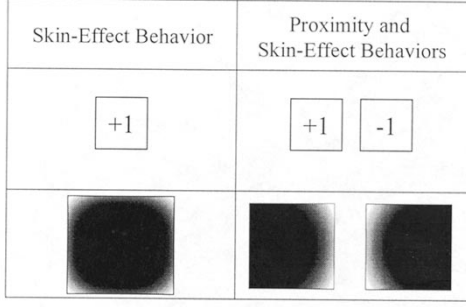 Skin-Effect Behavior
Proximity and
Skin-Effect Behaviors
+1
+1
-1